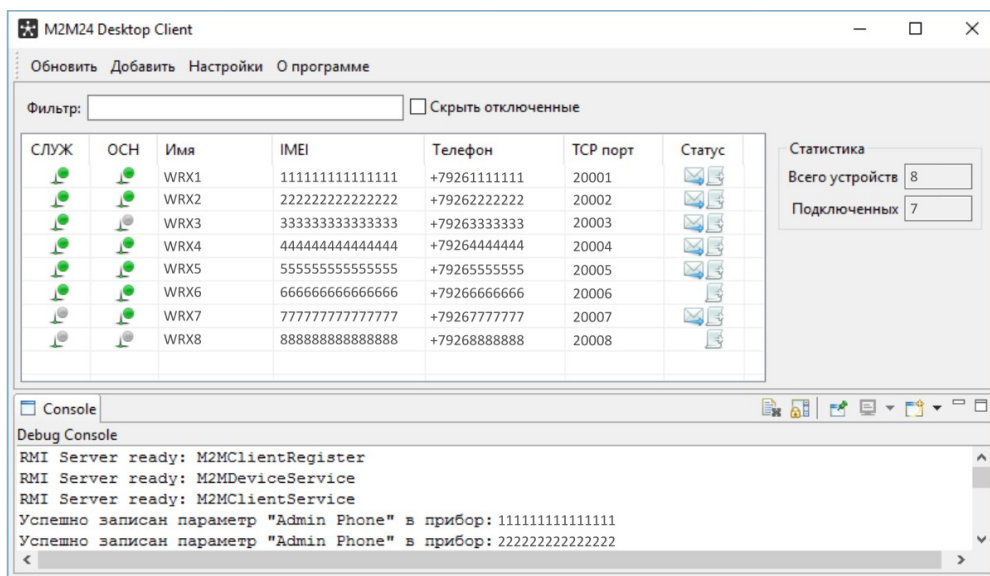 M2M24 Desktop Client
Обновить Добавить Настройки О программе
Фильтр: Скрыть отключенные
СЛУЖ ОСН Имя IMEI Телефон TCP порт Статус
WRX1 111111111111111 +79261111111 20001
WRX2 222222222222222 +79262222222 20002
WRX3 333333333333333 +79263333333 20003
WRX4 444444444444444 +79264444444 20004
WRX5 555555555555555 +79265555555 20005
WRX6 666666666666666 +79266666666 20006
WRX7 777777777777777 +79267777777 20007
WRX8 888888888888888 +79268888888 20008
Статистика
Всего устройств 8
Подключенных 7
Console
Debug Console
RMI Server ready: M2MClientRegister
RMI Server ready: M2MDeviceService
RMI Server ready: M2MClientService
Успешно записан параметр "Admin Phone" в прибор: 111111111111111
Успешно записан параметр "Admin Phone" в прибор: 222222222222222